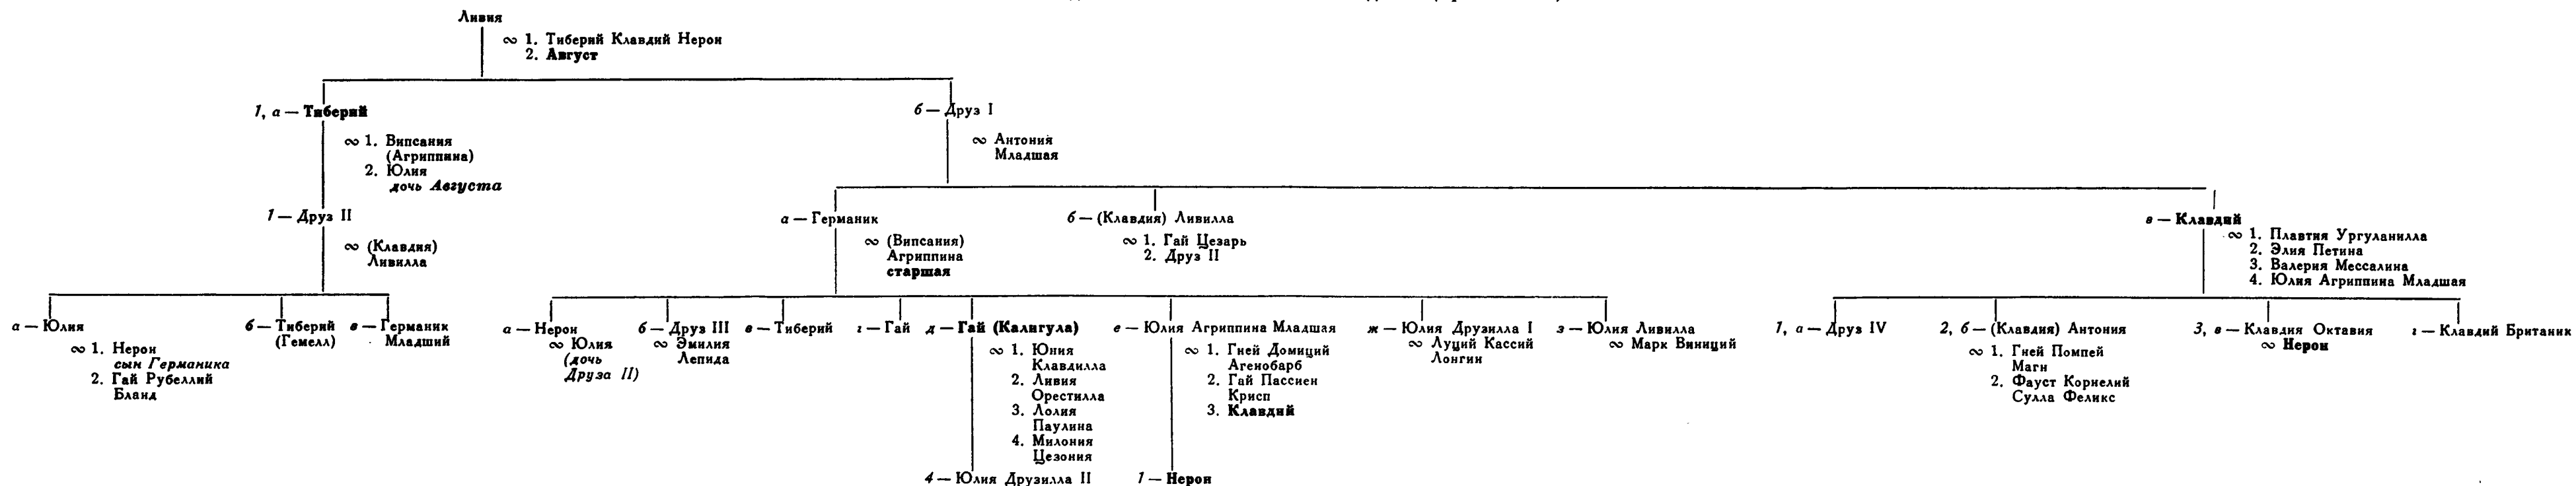 Ливия
∞ 1. Тиберий Клавдий Нерон
2. Август
1, а — Тиберий
б — Друз I
∞ 1. Випсания
(Агриппина)
2. Юлия
дочь Августа
∞ Антония
Младшая
1 — Друз II
а — Германик
б — (Клавдия) Ливилла
в — Клавдий
∞ (Клавдия)
Ливилла
∞ (Випсания)
Агриппина
старшая
∞ 1. Гай Цезарь
2. Друз II
∞ 1. Плавтия Ургуланилла
2. Элия Петина
3. Валерия Мессалина
4. Юлия Агриппина Младшая
а — Юлия
∞ 1. Нерон
сын Германика
2. Гай Рубеллий
Бланд
б — Тиберий
(Гемелл)
в — Германик
Младший
а — Нерон
∞ Юлия
(дочь
Друза II)
б — Друз III
∞ Эмилия
Лепида
в — Тиберий
г — Гай
д — Гай (Калигула)
∞ 1. Юния
Клавдилла
2. Ливия
Орестилла
3. Лолия
Паулина
4. Милония
Цезония
е — Юлия Агриппина Младшая
∞ 1. Гней Домиций
Агенобарб
2. Гай Пассиен
Крисп
3. Клавдий
ж — Юлия Друзилла I
∞ Луций Кассий
Лонгин
з — Юлия Ливилла
∞ Марк Виниций
1, а — Друз IV
2, б — (Клавдия) Антония
∞ 1. Гней Помпей
Магн
2. Фауст Корнелий
Сулла Феликс
3, в — Клавдия Октавия
∞ Нерон
г — Клавдий Британик
4 — Юлия Друзилла II
1 — Нерон